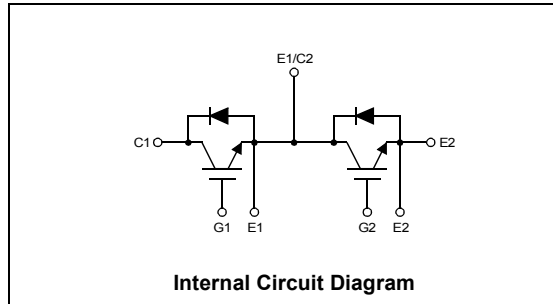 E1/C2
C1 E2
G1 E1 G2 E2
Internal Circuit Diagram